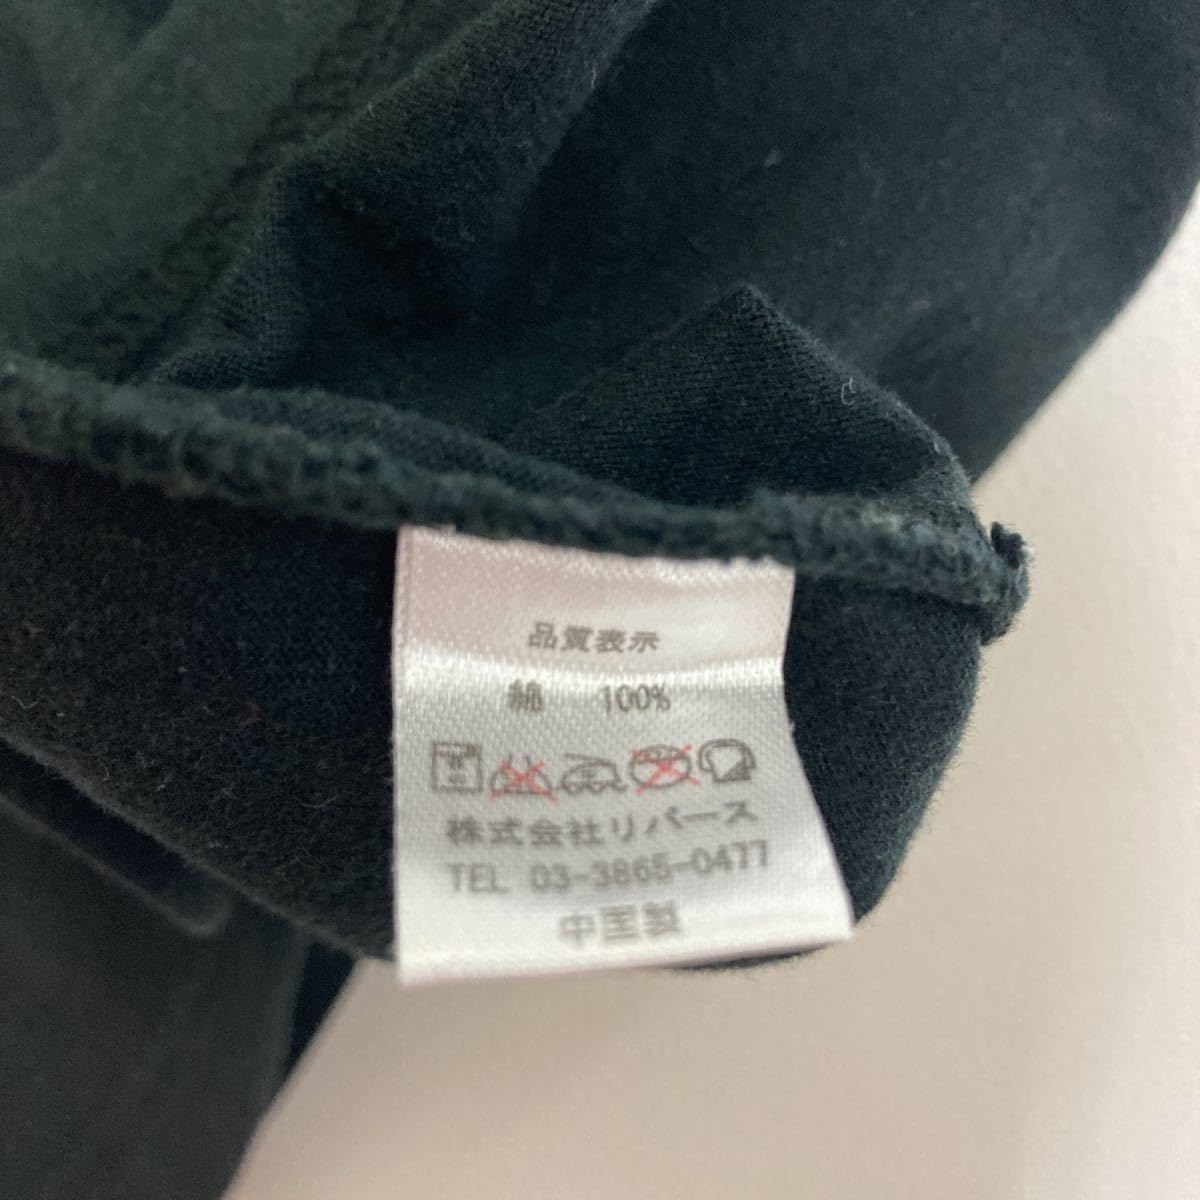 品質表示
綿 100%
株式会社リバース
TEL 03-3865-0477
中国製